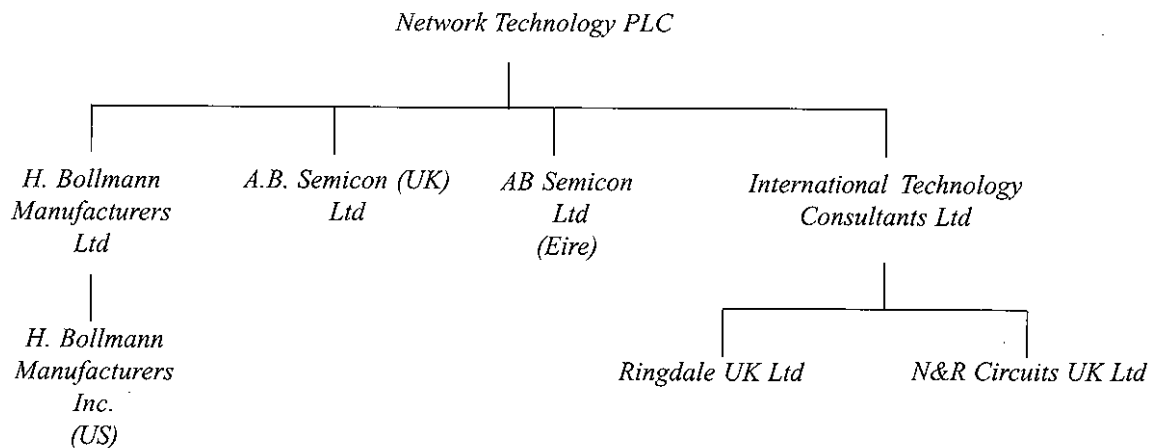 Network Technology PLC
H. Bollmann
Manufacturers
Ltd
A.B. Semicon (UK)
Ltd
AB Semicon
Ltd
(Eire)
International Technology
Consultants Ltd
H. Bollmann
Manufacturers
Inc.
(US)
Ringdale UK Ltd
N&R Circuits UK Ltd